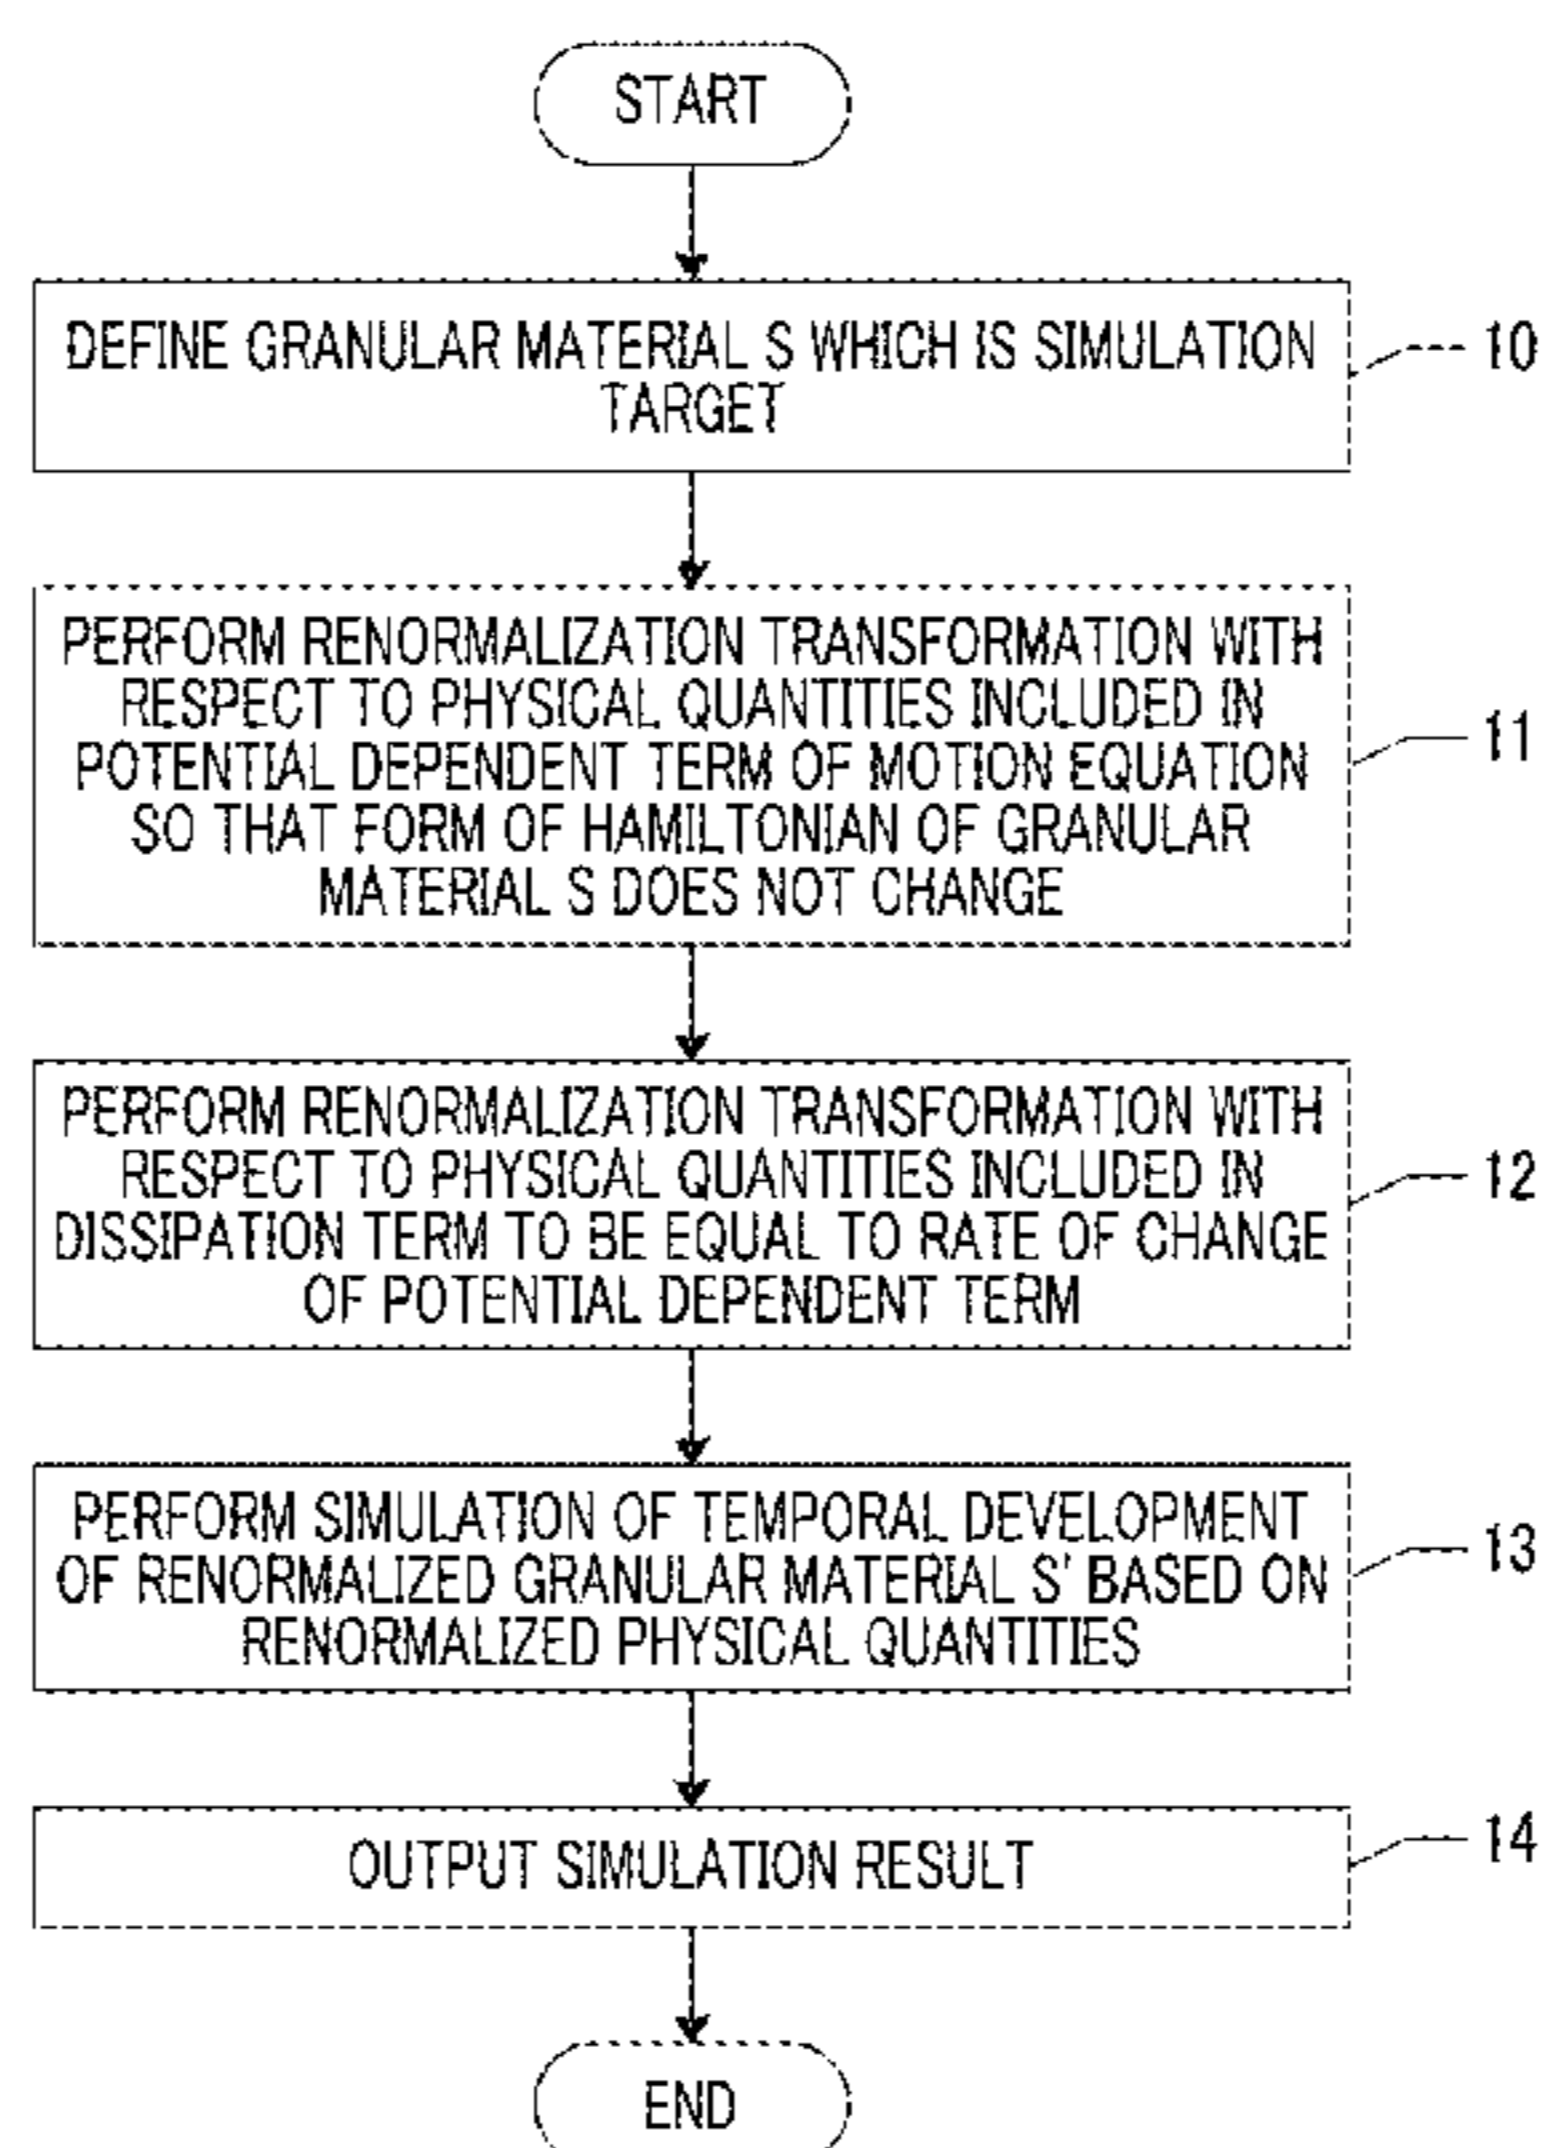 START
DEFINE GRANULAR MATERIAL S WHICH IS SIMULATION
TARGET
10
PERFORM RENORMALIZATION TRANSFORMATION WITH
RESPECT TO PHYSICAL QUANTITIES INCLUDED IN
POTENTIAL DEPENDENT TERM OF MOTION EQUATION
SO THAT FORM OF HAMILTONIAN OF GRANULAR
MATERIAL S DOES NOT CHANGE
11
PERFORM RENORMALIZATION TRANSFORMATION WITH
RESPECT TO PHYSICAL QUANTITIES INCLUDED IN
DISSIPATION TERM TO BE EQUAL TO RATE OF CHANGE
OF POTENTIAL DEPENDENT TERM
12
PERFORM SIMULATION OF TEMPORAL DEVELOPMENT
OF RENORMALIZED GRANULAR MATERIAL S' BASED ON
RENORMALIZED PHYSICAL QUANTITIES
13
OUTPUT SIMULATION RESULT
14
END